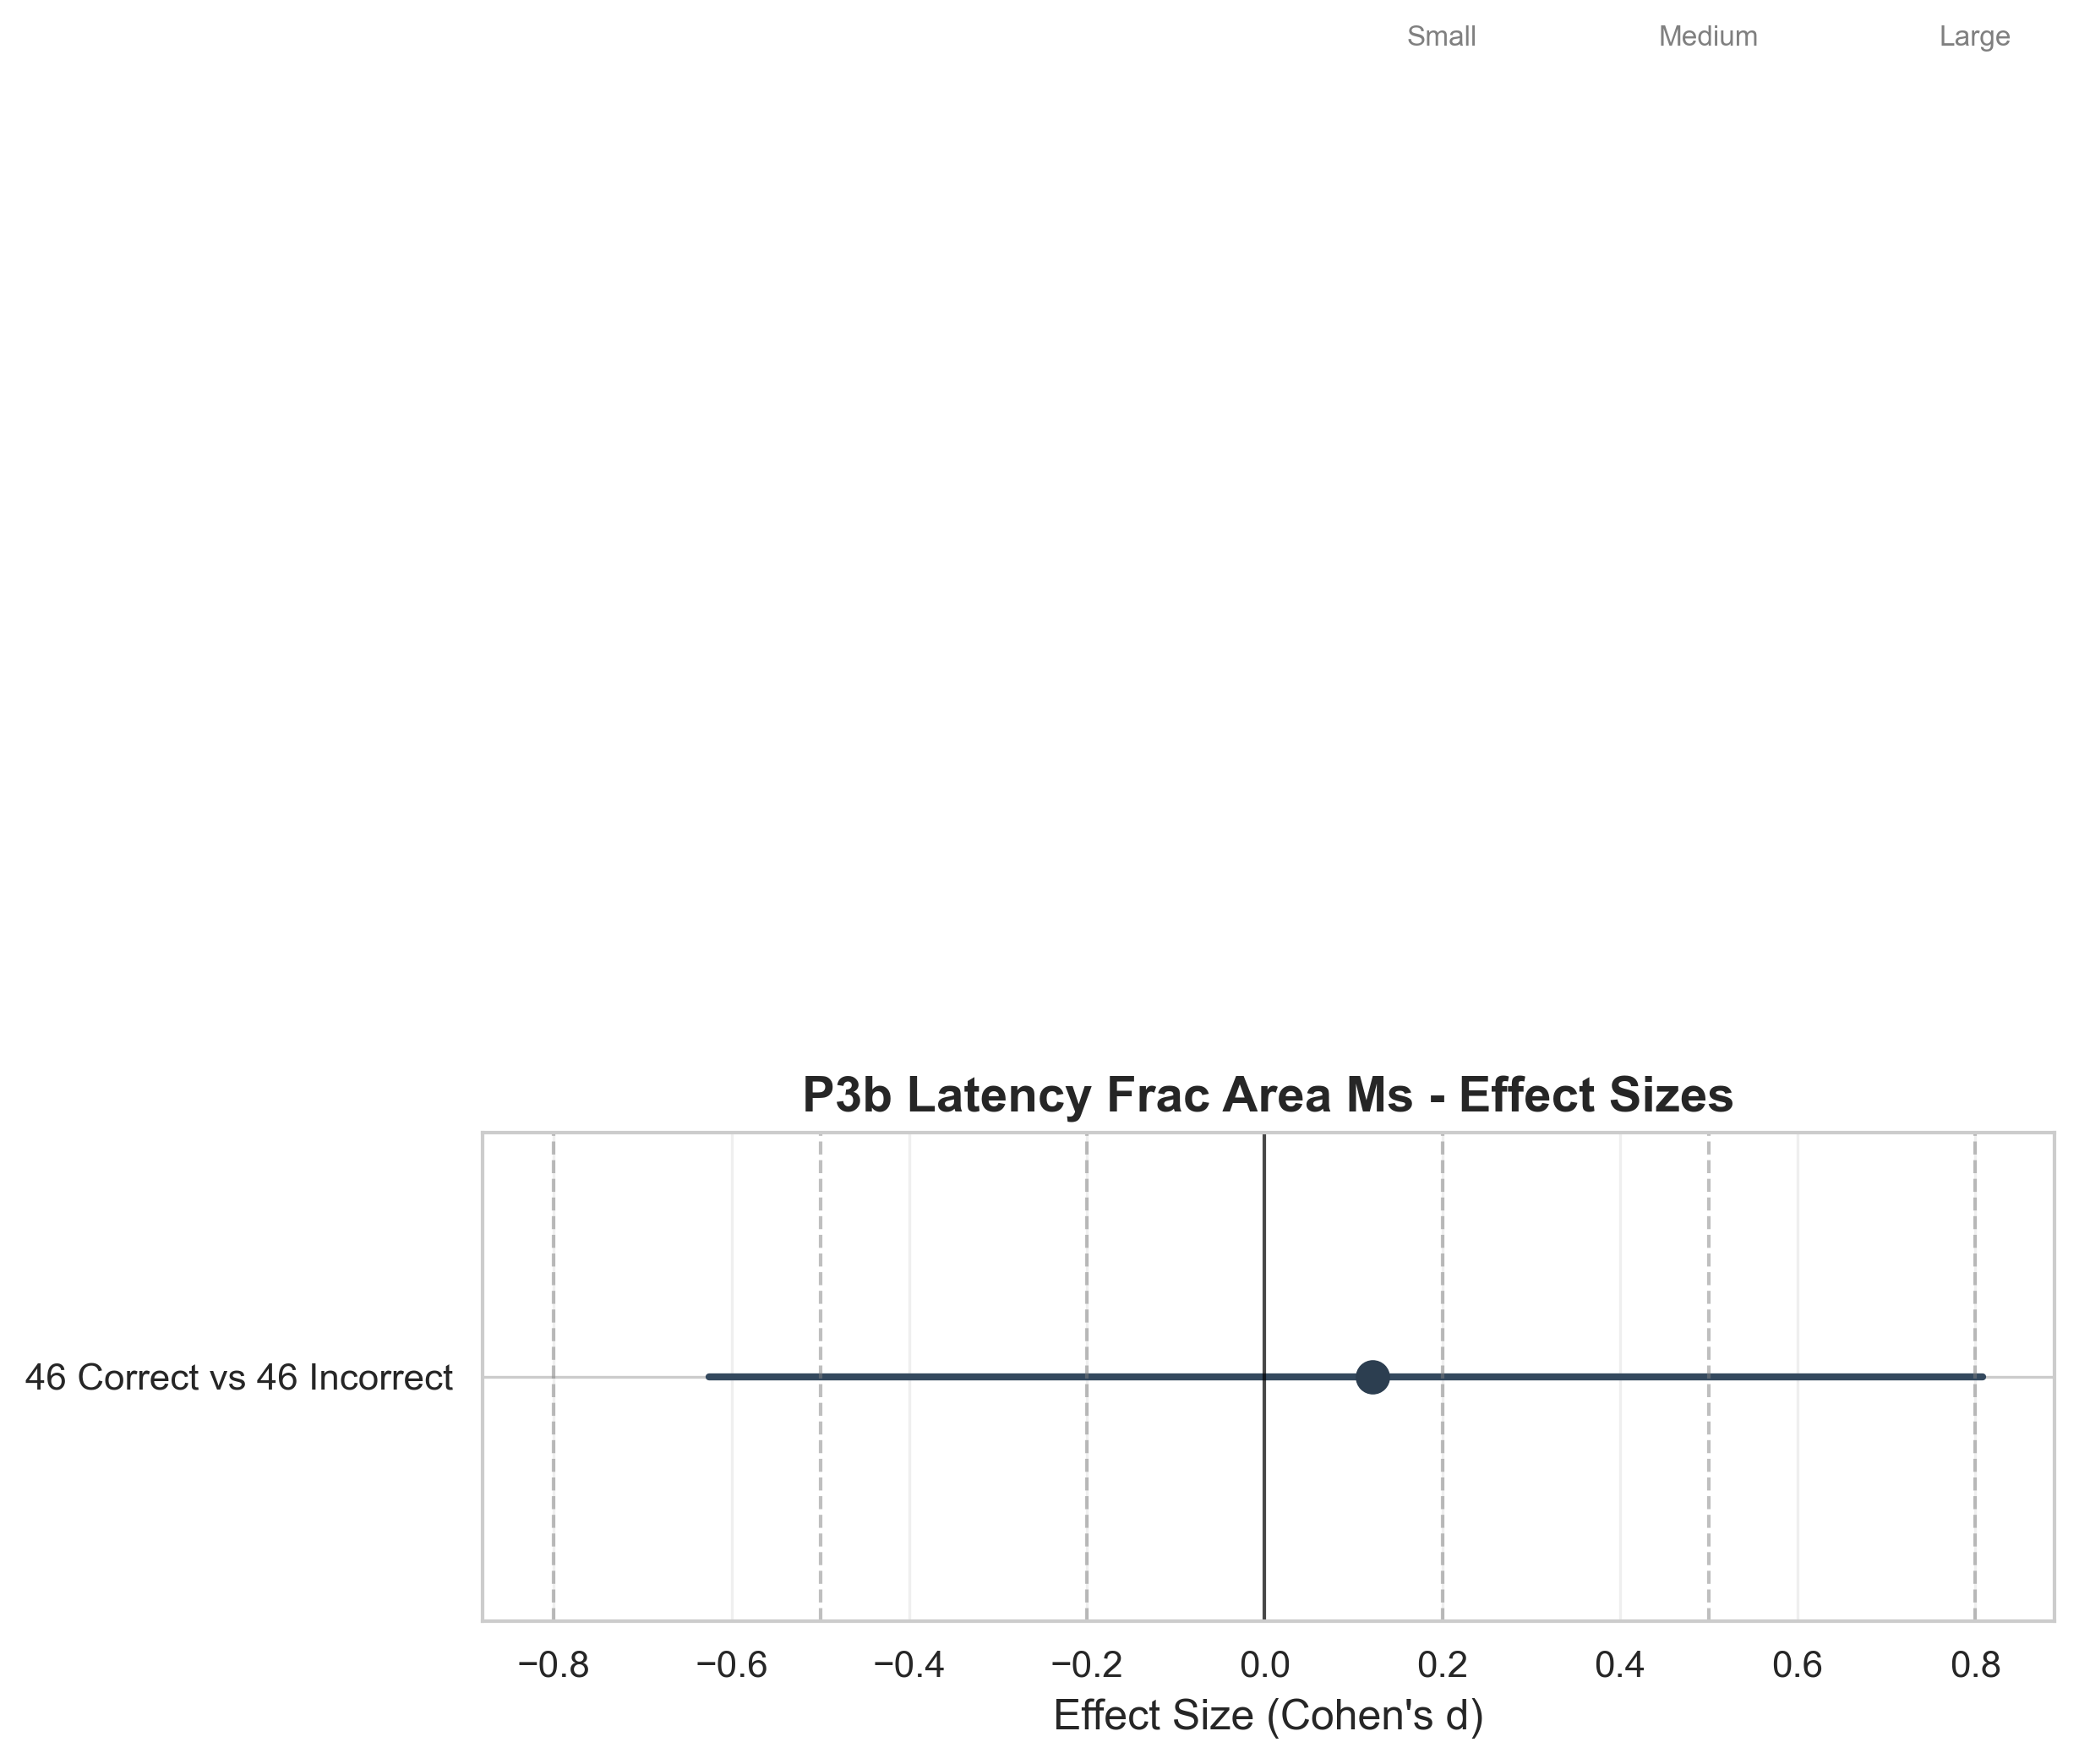 Small Medium Large
P3b Latency Frac Area Ms - Effect Sizes
46 Correct vs 46 Incorrect
−0.8 −0.6 −0.4 −0.2 0.0 0.2 0.4 0.6 0.8
Effect Size (Cohen's d)